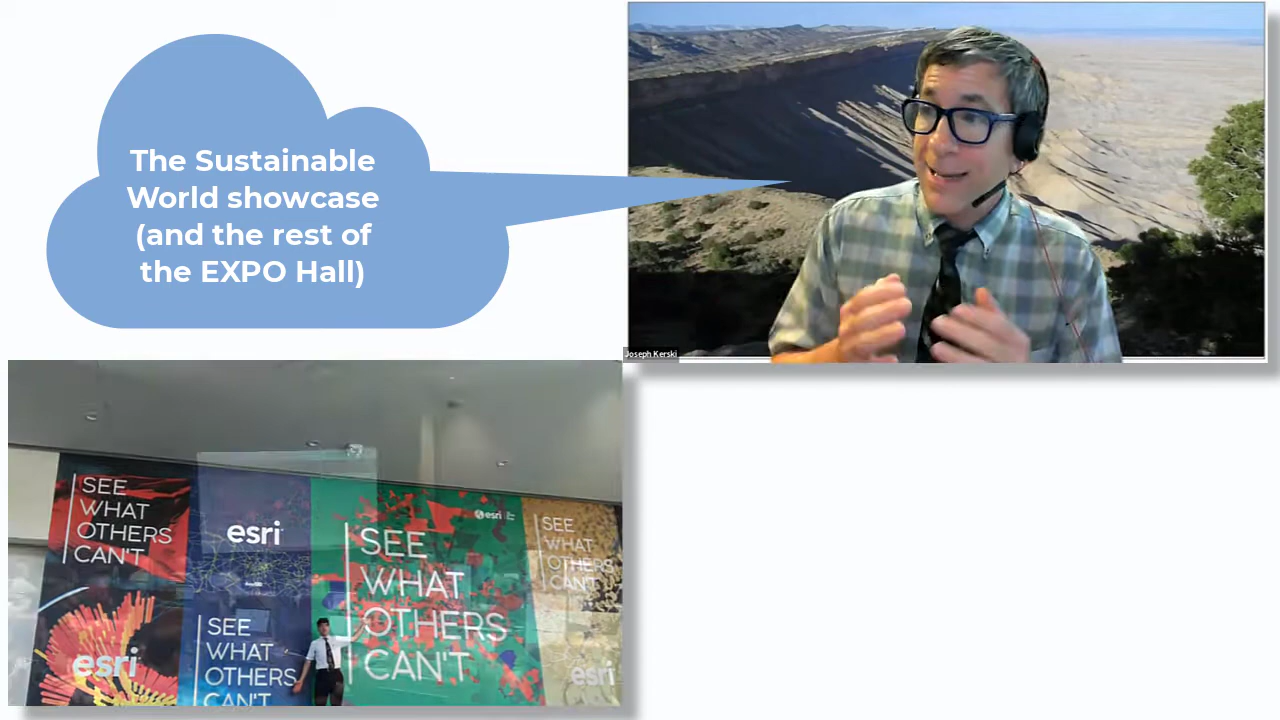 The Sustainable
World showcase
(and the rest of
the EXPO Hall)
Joseph Kerski
SEE
WHAT
OTHERS
CAN'T
esri
esri
SEE
WHAT
OTHERS
CAN'T
esri
SEE
WHAT
OTHERS
CAN'T
SEE
WHAT
OTHERS
CAN'T
esri